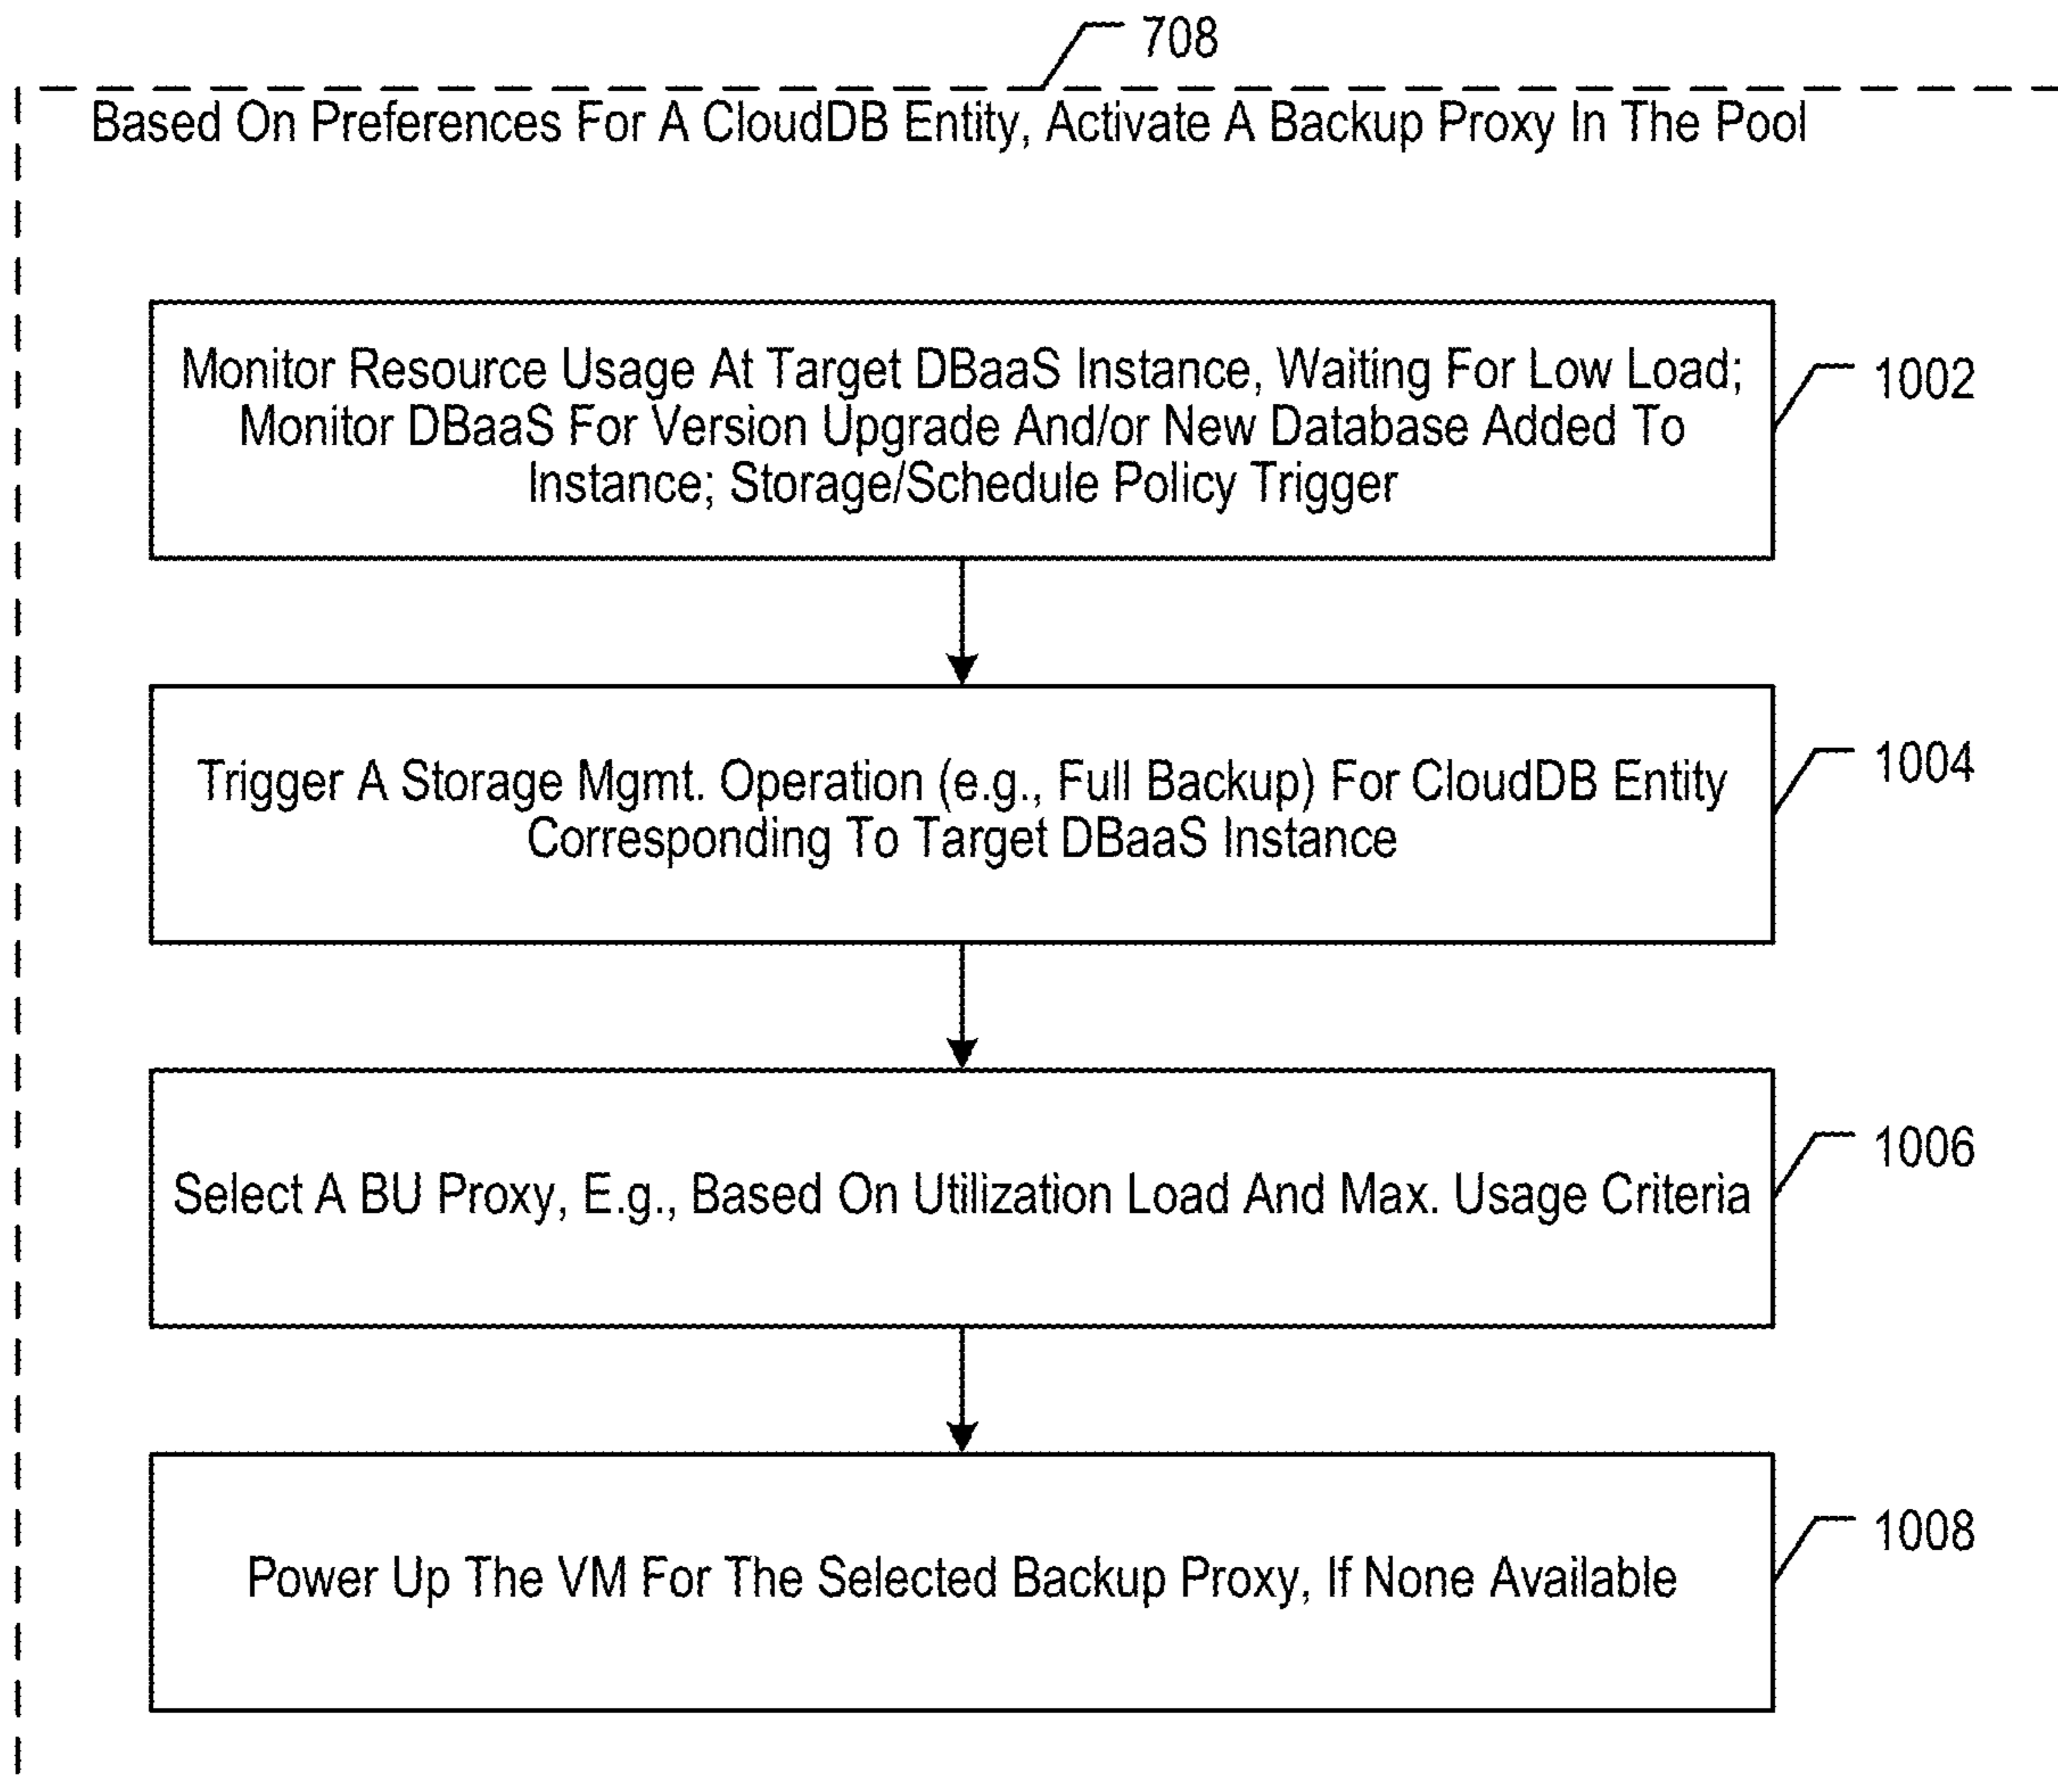 708
Based On Preferences For A CloudDB Entity, Activate A Backup Proxy In The Pool
Monitor Resource Usage At Target DBaaS Instance, Waiting For Low Load;
Monitor DBaaS For Version Upgrade And/or New Database Added To
Instance; Storage/Schedule Policy Trigger
1002
Trigger A Storage Mgmt. Operation (e.g., Full Backup) For CloudDB Entity
Corresponding To Target DBaaS Instance
1004
Select A BU Proxy, E.g., Based On Utilization Load And Max. Usage Criteria
1006
Power Up The VM For The Selected Backup Proxy, If None Available
1008